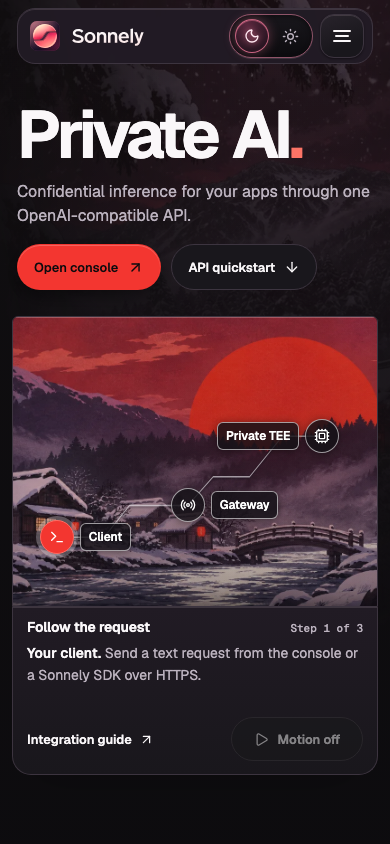 Sonnely
Private AI.
Confidential inference for your apps through one
OpenAI-compatible API.
Open console
API quickstart
Private TEE
Gateway
Client
Follow the request
Step 1 of 3
Your client. Send a text request from the console or
a Sonnely SDK over HTTPS.
Integration guide
Motion off